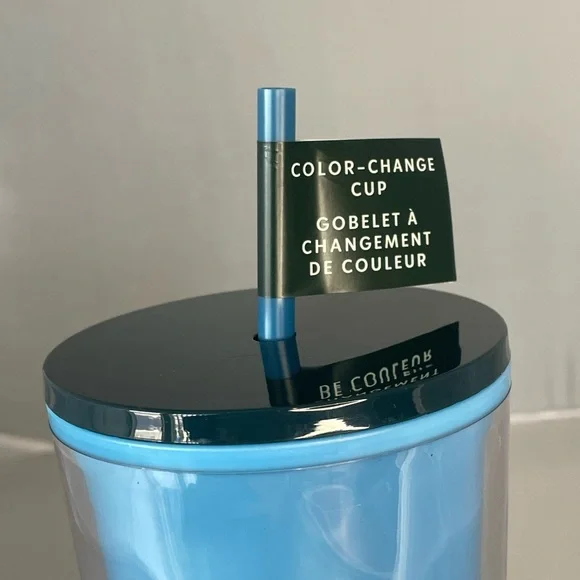 COLOR-CHANGE
CUP
GOBELET À
CHANGEMENT
DE COULEUR